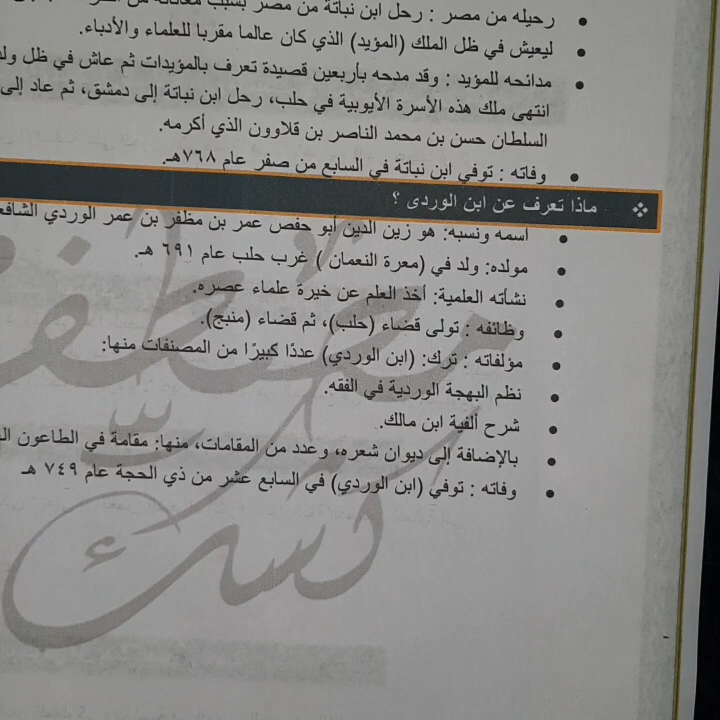 رحيله من مصر : رحل ابن نباتة من مصر بسبب معاناته من
ليعيش في ظل الملك (المؤيد) الذي كان عالما مقربا للعلماء والأدباء.
مدائحه للمؤيد : وقد مدحه بأربعين قصيدة تعرف بالمؤيدات ثم عاش في ظل
انتهى ملك هذه الأسرة الأيوبية في حلب، رحل ابن نباتة إلى دمشق، ثم عاد إلى
السلطان حسن بن محمد الناصر بن قلاوون الذي أكرمه.
وفاته : توفي ابن نباتة في السابع من صفر عام ٧٦٨هـ.
ماذا تعرف عن ابن الوردى ؟
اسمه ونسبه: هو زين الدين أبو حفص عمر بن مظفر بن عمر الوردي
مولده: ولد في (معرة النعمان ) غرب حلب عام ٦٩١ هـ.
نشأته العلمية: أخذ العلم عن خيرة علماء عصره.
وظائفه : تولى قضاء (حلب)، ثم قضاء (منبج).
مؤلفاته : ترك: (ابن الوردي) عددًا كبيرًا من المصنفات منها:
نظم البهجة الوردية في الفقه.
شرح ألفية ابن مالك.
بالإضافة إلى ديوان شعره، وعدد من المقامات، منها: مقامة في الطاعون
وفاته : توفي (ابن الوردي) في السابع عشر من ذي الحجة عام ٧٤٩ هـ